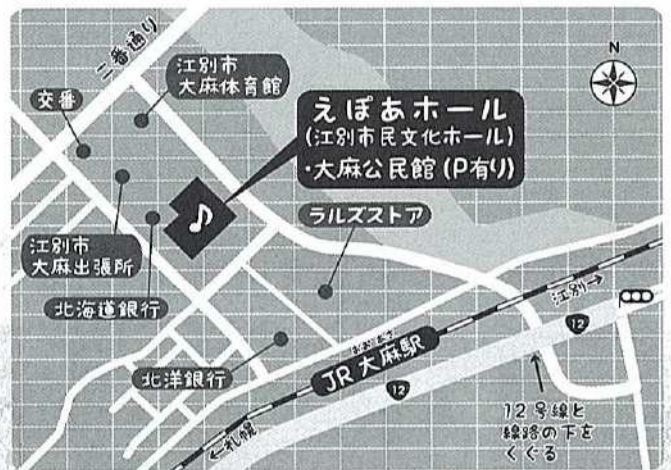 二番通り
江別市
大麻体育館
交番
N
えぽあホール
(江別市民文化ホール)
・大麻公民館(P有り)
ラルズストア
江別市
大麻出張所
北海道銀行
江別→
12
おおあさ
JR大麻駅
北洋銀行
12
←札幌
12号線と
線路の下を
くぐる